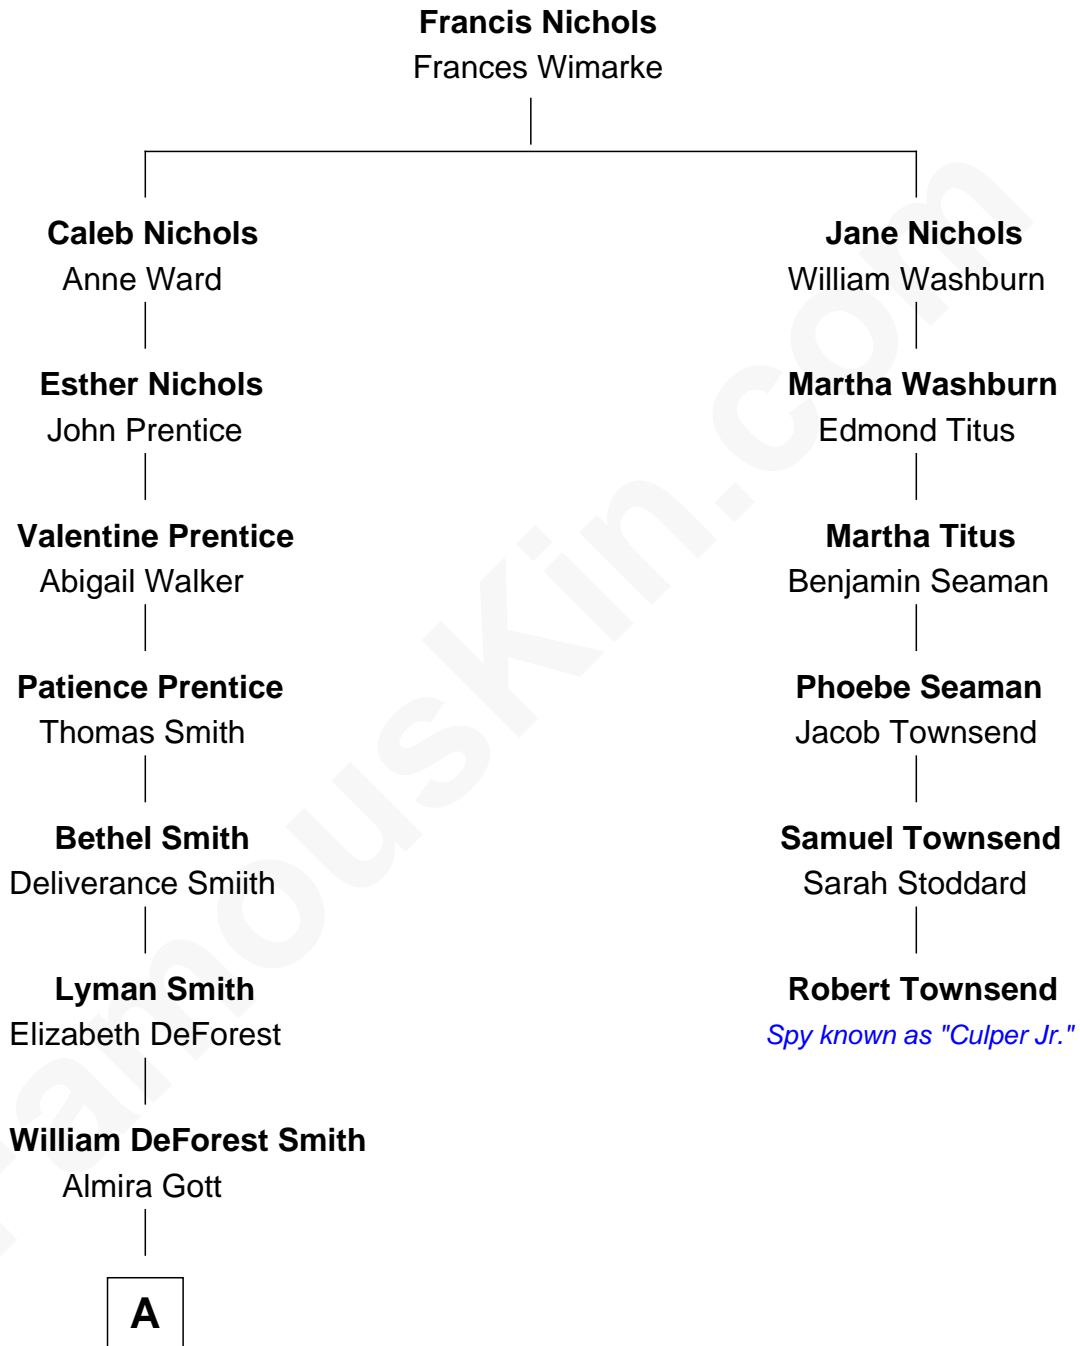 Francis Nichols
Frances Wimarke
Caleb Nichols
Anne Ward
Jane Nichols
William Washburn
Esther Nichols
John Prentice
Martha Washburn
Edmond Titus
Valentine Prentice
Abigail Walker
Martha Titus
Benjamin Seaman
Patience Prentice
Thomas Smith
Phoebe Seaman
Jacob Townsend
Bethel Smith
Deliverance Smiith
Samuel Townsend
Sarah Stoddard
Lyman Smith
Elizabeth DeForest
Robert Townsend
Spy known as "Culper Jr."
William DeForest Smith
Almira Gott
A
FamousKin.com